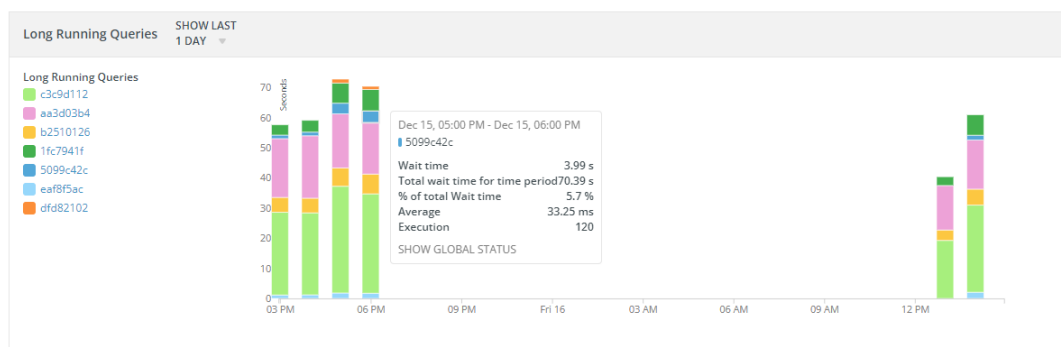 Long Running Queries
SHOW LAST
1 DAY
Long Running Queries
c3c9d112
aa3d03b4
b2510126
1fc7941f
5099c42c
eaf8f5ac
dfd82102
Seconds
70
60
50
40
30
20
10
0
03 PM 06 PM 09 PM Fri 16 03 AM 06 AM 09 AM 12 PM
Dec 15, 05:00 PM - Dec 15, 06:00 PM
5099c42c
Wait time 3.99 s
Total wait time for time period70.39 s
% of total Wait time 5.7 %
Average 33.25 ms
Execution 120
SHOW GLOBAL STATUS